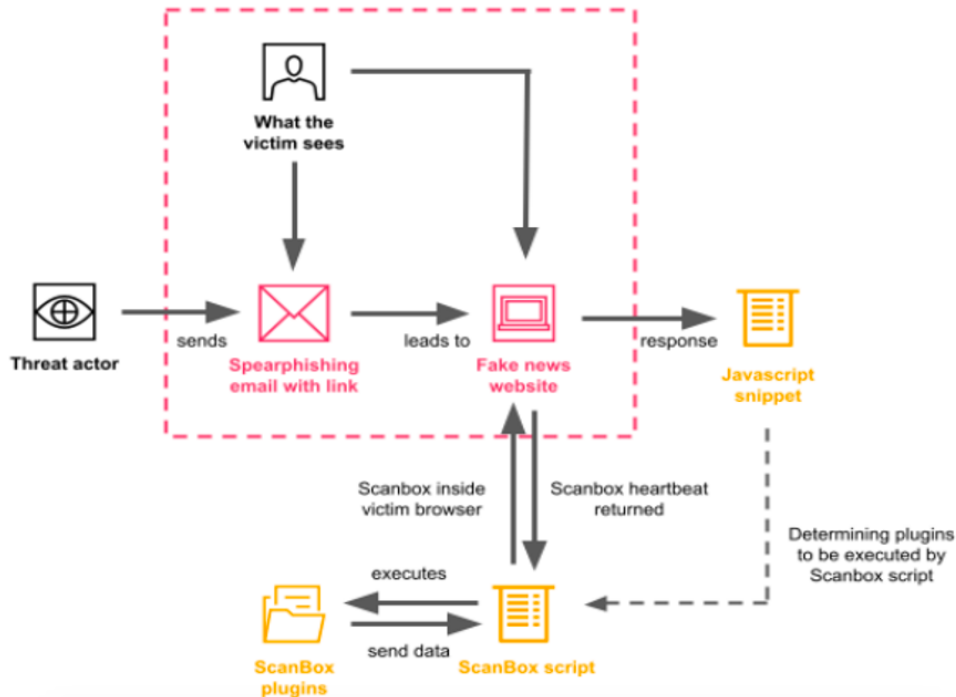 What the
victim sees
sends
leads to
response
Threat actor
Spearphishing
email with link
Fake news
website
Javascript
snippet
Scanbox inside
victim browser
Scanbox heartbeat
returned
Determining plugins
to be executed by
Scanbox script
executes
send data
ScanBox
plugins
ScanBox script